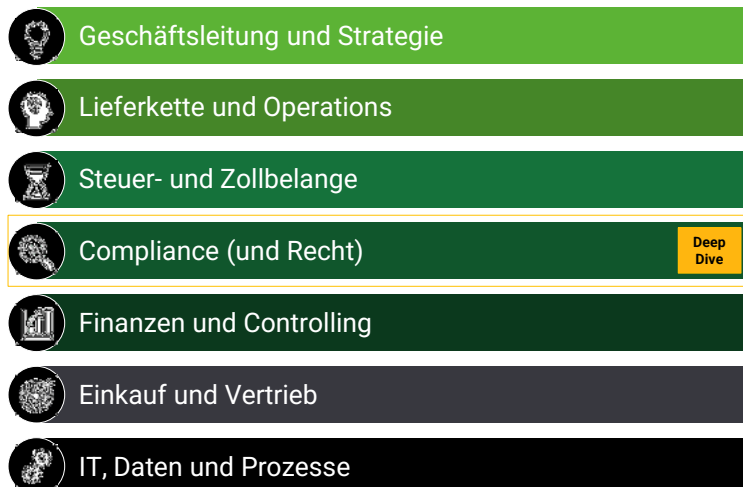 Geschäftsleitung und Strategie
Lieferkette und Operations
Steuer- und Zollbelange
Compliance (und Recht)
Deep
Dive
Finanzen und Controlling
Einkauf und Vertrieb
IT, Daten und Prozesse